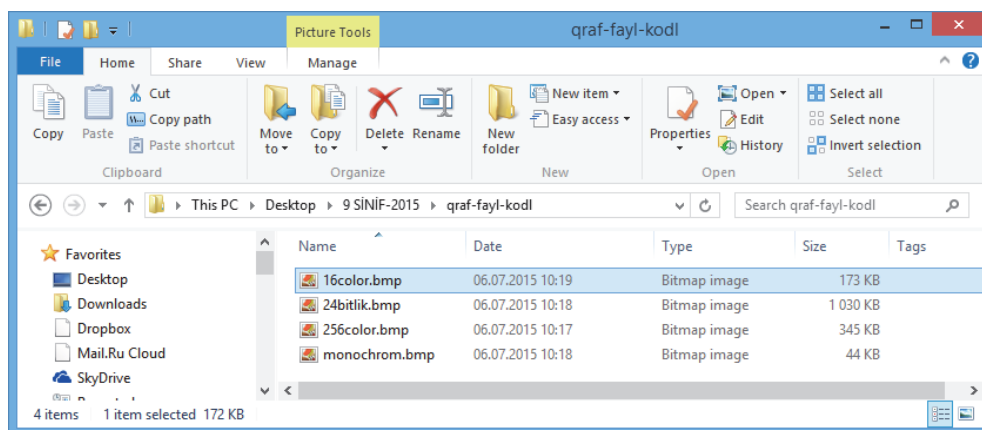 Picture Tools
qraf-fayl-kodl
File Home Share View Manage
Cut
Copy path
Paste shortcut
Copy Paste
Move to
Copy to
Delete Rename
New folder
New item
Easy access
Properties
Open
Edit
History
Select all
Select none
Invert selection
Clipboard Organize New Open Select
This PC Desktop 9 SİNİF-2015 qraf-fayl-kodl
Search qraf-fayl-kodl
Favorites
Desktop
Downloads
Dropbox
Mail.Ru Cloud
SkyDrive
Name Date Type Size Tags
16color.bmp 06.07.2015 10:19 Bitmap image 173 KB
24bitlik.bmp 06.07.2015 10:18 Bitmap image 1 030 KB
256color.bmp 06.07.2015 10:17 Bitmap image 345 KB
monochrom.bmp 06.07.2015 10:18 Bitmap image 44 KB
4 items 1 item selected 172 KB